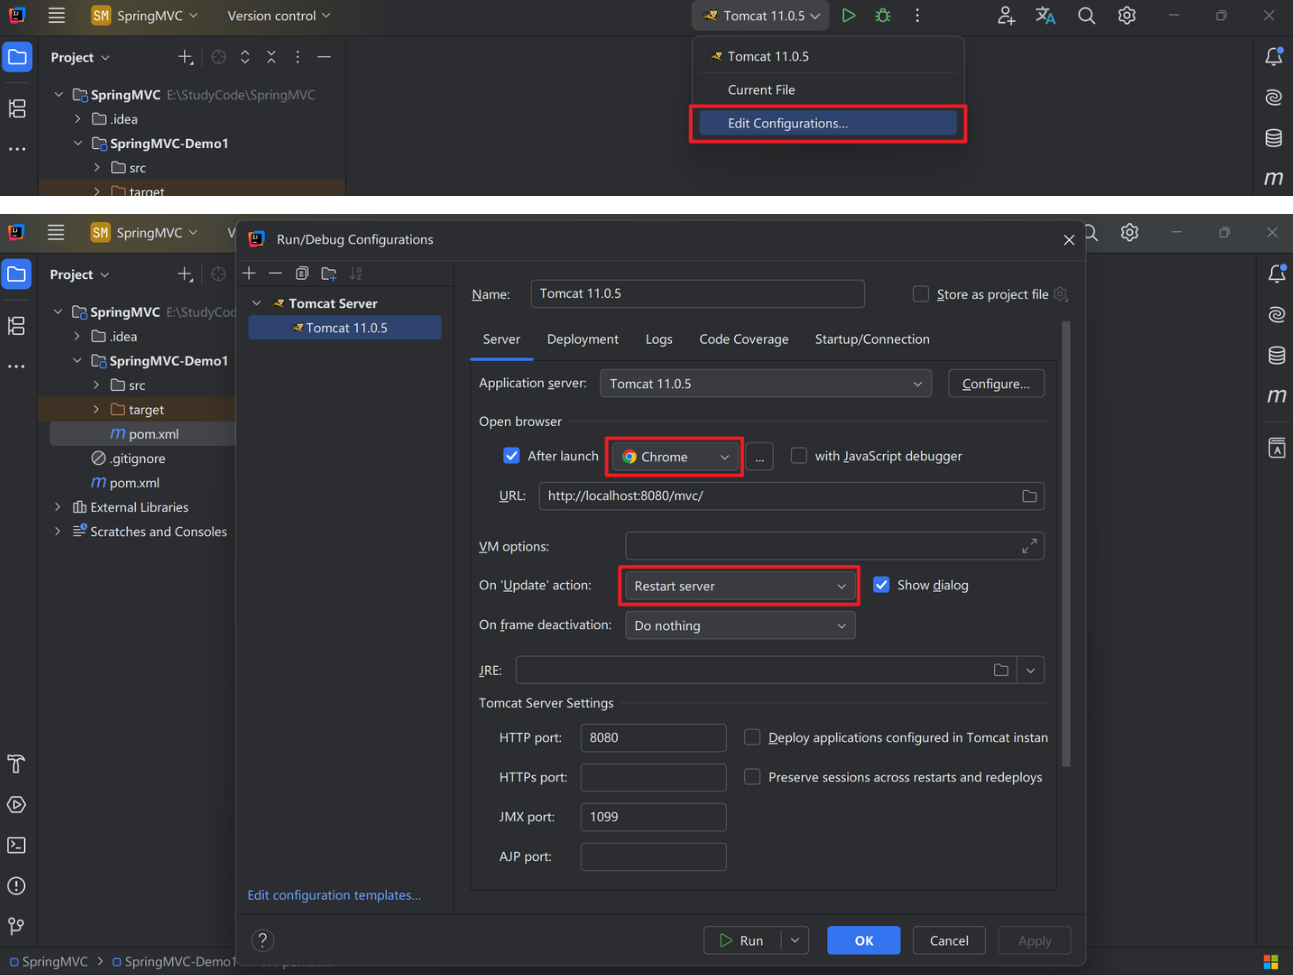 SM SpringMVC Version control Tomcat 11.0.5
Project Tomcat 11.0.5
SpringMVC E:\StudyCode\SpringMVC Current File
.idea Edit Configurations...
SpringMVC-Demo1
src
target
m
SM SpringMVC V Run/Debug Configurations
Project
SpringMVC E:\StudyCod
.idea
SpringMVC-Demo1
src
target
m pom.xml
.gitignore
m pom.xml
External Libraries
Scratches and Consoles
Tomcat Server
Tomcat 11.0.5
Edit configuration templates...
Name: Tomcat 11.0.5 Store as project file
Server Deployment Logs Code Coverage Startup/Connection
Application server: Tomcat 11.0.5 Configure...
Open browser
After launch Chrome ... with JavaScript debugger
URL: http://localhost:8080/mvc/
VM options:
On 'Update' action: Restart server Show dialog
On frame deactivation: Do nothing
JRE:
Tomcat Server Settings
HTTP port: 8080 Deploy applications configured in Tomcat instan
HTTPs port: Preserve sessions across restarts and redeploys
JMX port: 1099
AJP port:
? Run OK Cancel Apply
m
SpringMVC > SpringMVC-Demo1